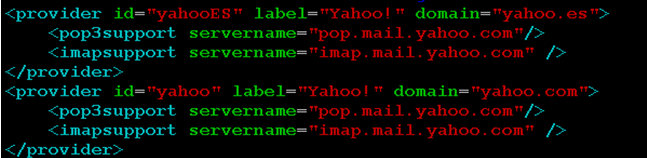 <provider id="yahooES" label="Yahoo!" domain="yahoo.es">
    <pop3support servername="pop.mail.yahoo.com"/>
    <imapsupport servername="imap.mail.yahoo.com" />
</provider>
<provider id="yahoo" label="Yahoo!" domain="yahoo.com">
    <pop3support servername="pop.mail.yahoo.com"/>
    <imapsupport servername="imap.mail.yahoo.com" />
</provider>